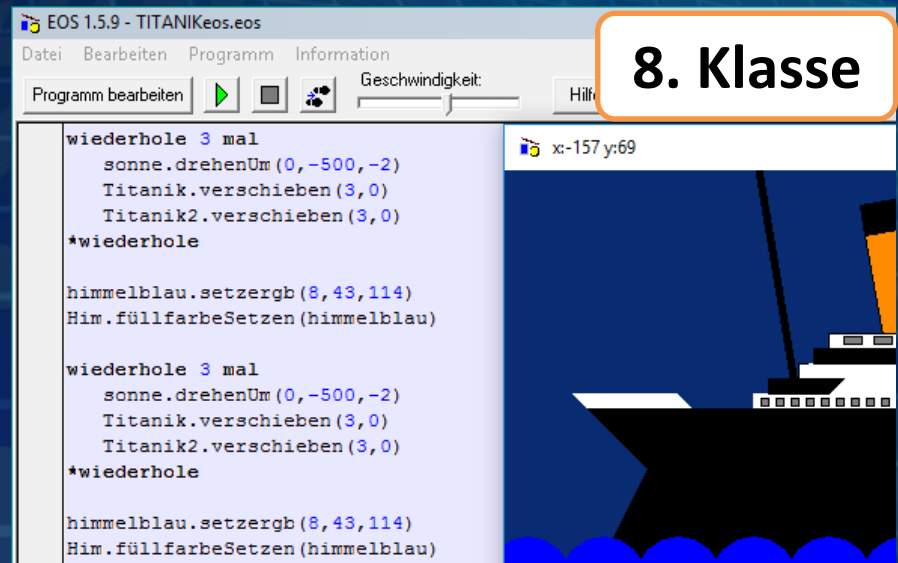 EOS 1.5.9 - TITANIKeos.eos
8. Klasse
Datei Bearbeiten Programm Information
Programm bearbeiten
Geschwindigkeit:
wiederhole 3 mal
sonne.drehenUm(0,-500,-2)
Titanik.verschieben(3,0)
Titanik2.verschieben(3,0)
*wiederhole
himmelblau.setzergb(8,43,114)
Him.füllfarbeSetzen(himmelblau)
wiederhole 3 mal
sonne.drehenUm(0,-500,-2)
Titanik.verschieben(3,0)
Titanik2.verschieben(3,0)
*wiederhole
himmelblau.setzergb(8,43,114)
Him.füllfarbeSetzen(himmelblau)
x:-157 y:69